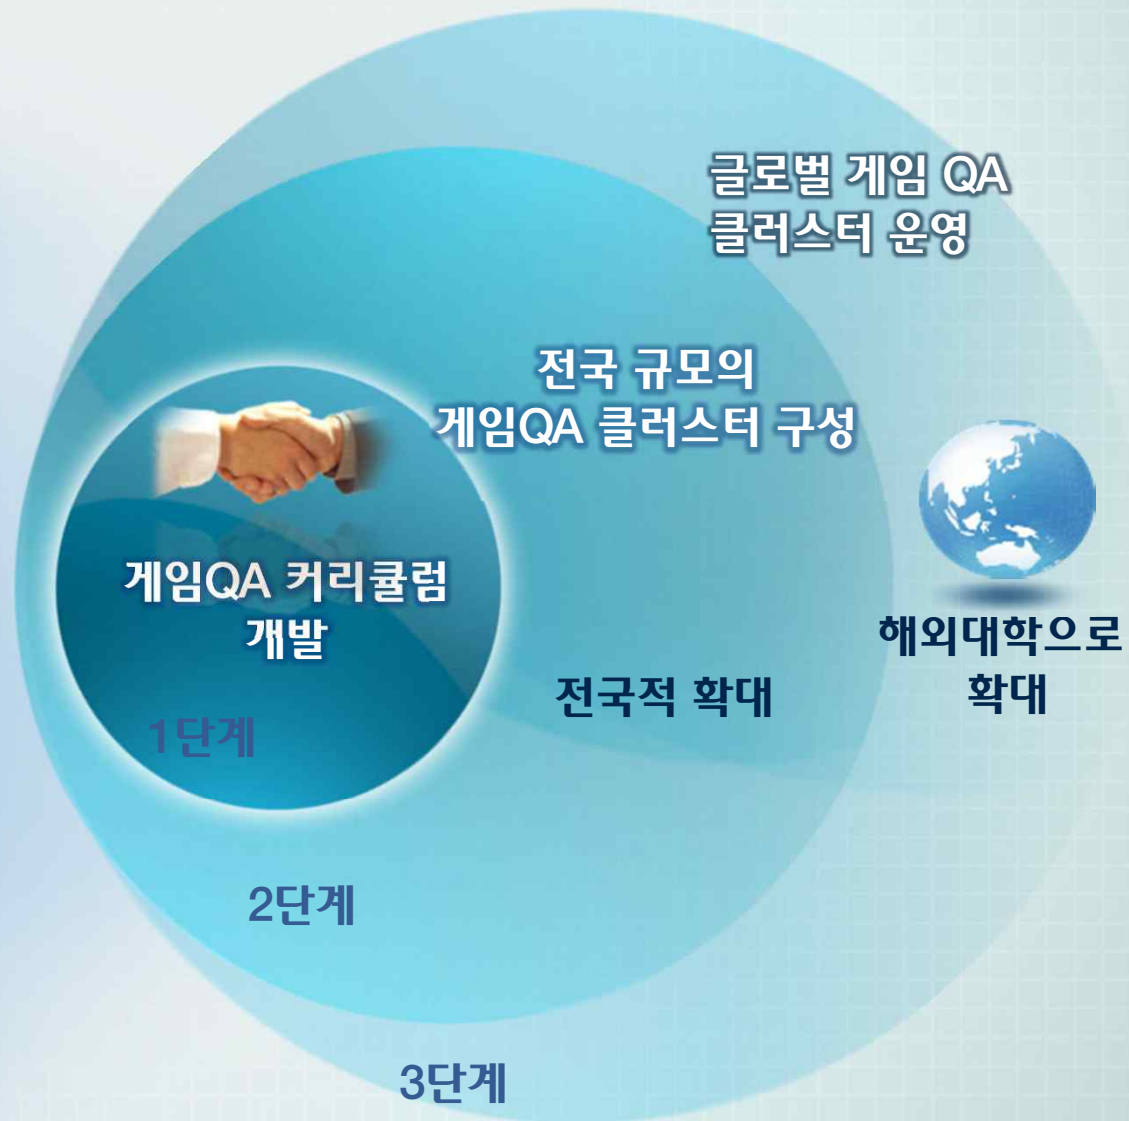 글로벌 게임 QA
클러스터 운영
전국 규모의
게임QA 클러스터 구성
게임QA 커리큘럼
개발
해외대학으로
확대
전국적 확대
1단계
2단계
3단계